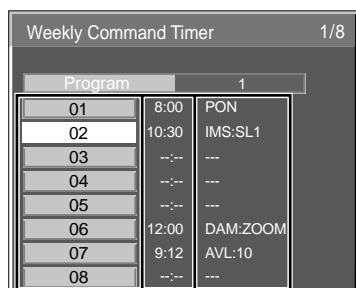 Weekly Command Timer 1/8
Program 1
01 8:00 PON
02 10:30 IMS:SL1
03 --:-- ---
04 --:-- ---
05 --:-- ---
06 12:00 DAM:ZOOM
07 9:12 AVL:10
08 --:-- ---